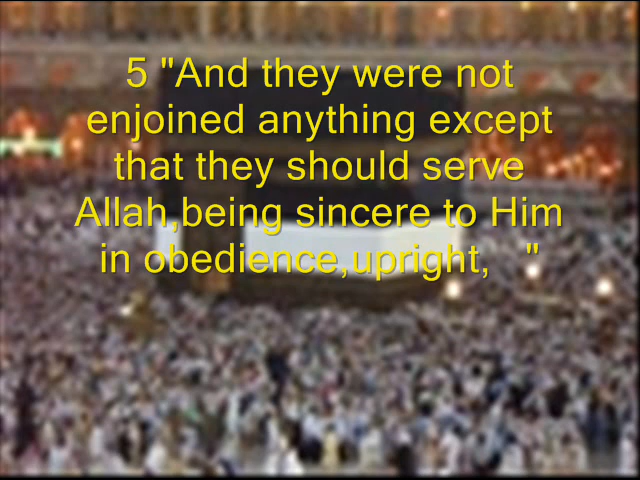 5 "And they were not
enjoined anything except
that they should serve
Allah,being sincere to Him
in obedience,upright,   "